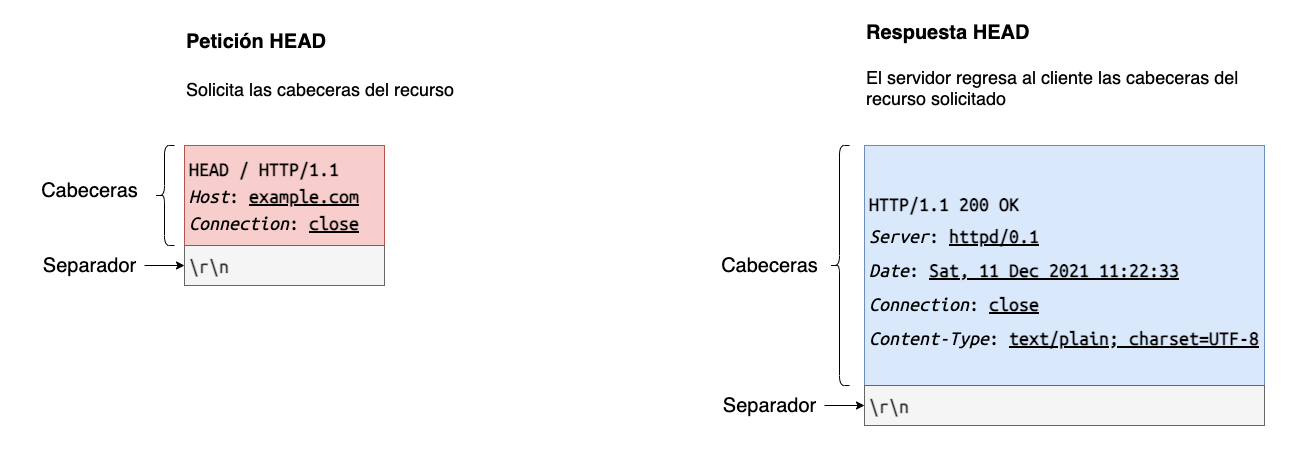 Petición HEAD
Solicita las cabeceras del recurso
Cabeceras
HEAD / HTTP/1.1
Host: example.com
Connection: close
Separador
\r\n
Respuesta HEAD
El servidor regresa al cliente las cabeceras del
recurso solicitado
Cabeceras
HTTP/1.1 200 OK
Server: httpd/0.1
Date: Sat, 11 Dec 2021 11:22:33
Connection: close
Content-Type: text/plain; charset=UTF-8
Separador
\r\n